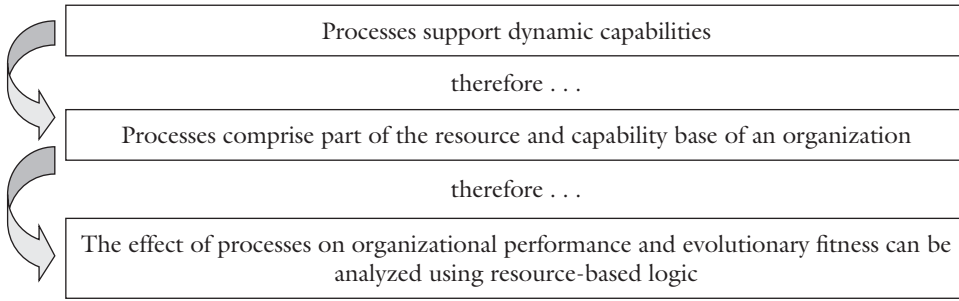 Processes support dynamic capabilities
therefore . . .
Processes comprise part of the resource and capability base of an organization
therefore . . .
The effect of processes on organizational performance and evolutionary fitness can be
analyzed using resource-based logic